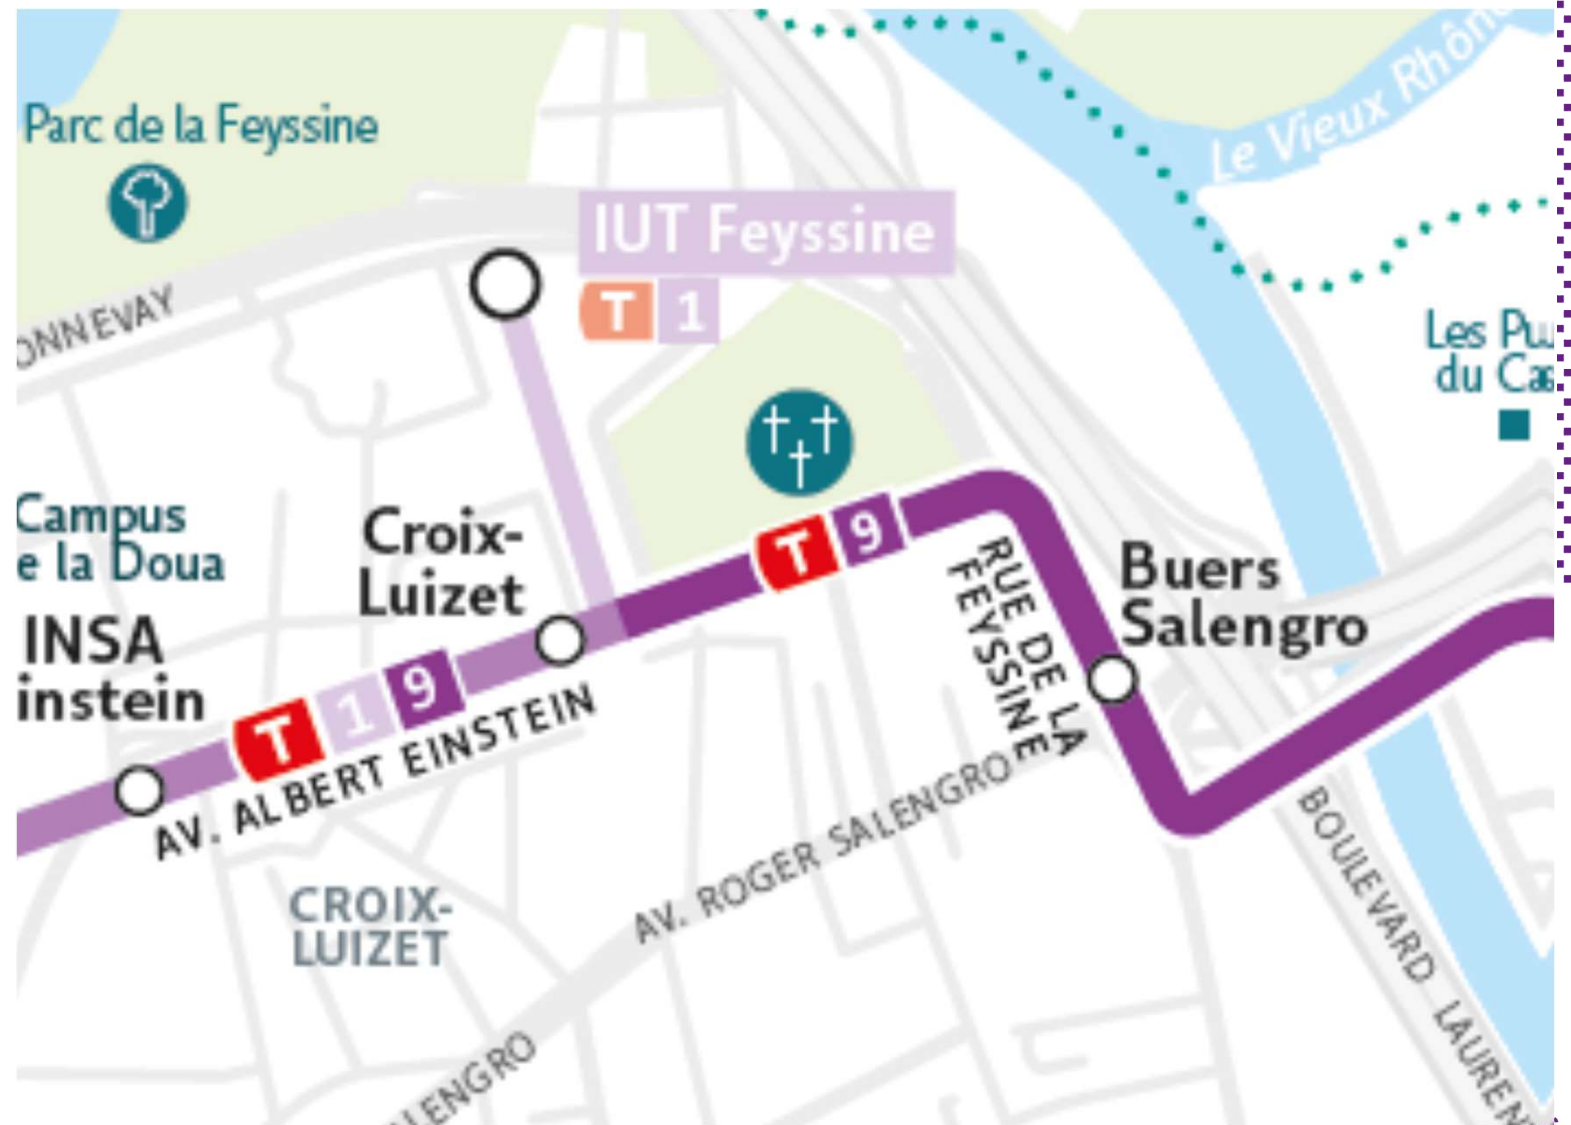 Le Vieux Rhône
Parc de la Feyssine
IUT Feyssine
T 1
ONNEVAY
Les Pu
du Ca
Campus
e la Doua
INSA
instein
Croix-
Luizet
T 9
RUE DE LA
FEYSSINE
Buers
Salengro
T 1 9
AV. ALBERT EINSTEIN
AV. ROGER SALENGRO
CROIX-
LUIZET
BOULEVARD LAUREN
LENGRO